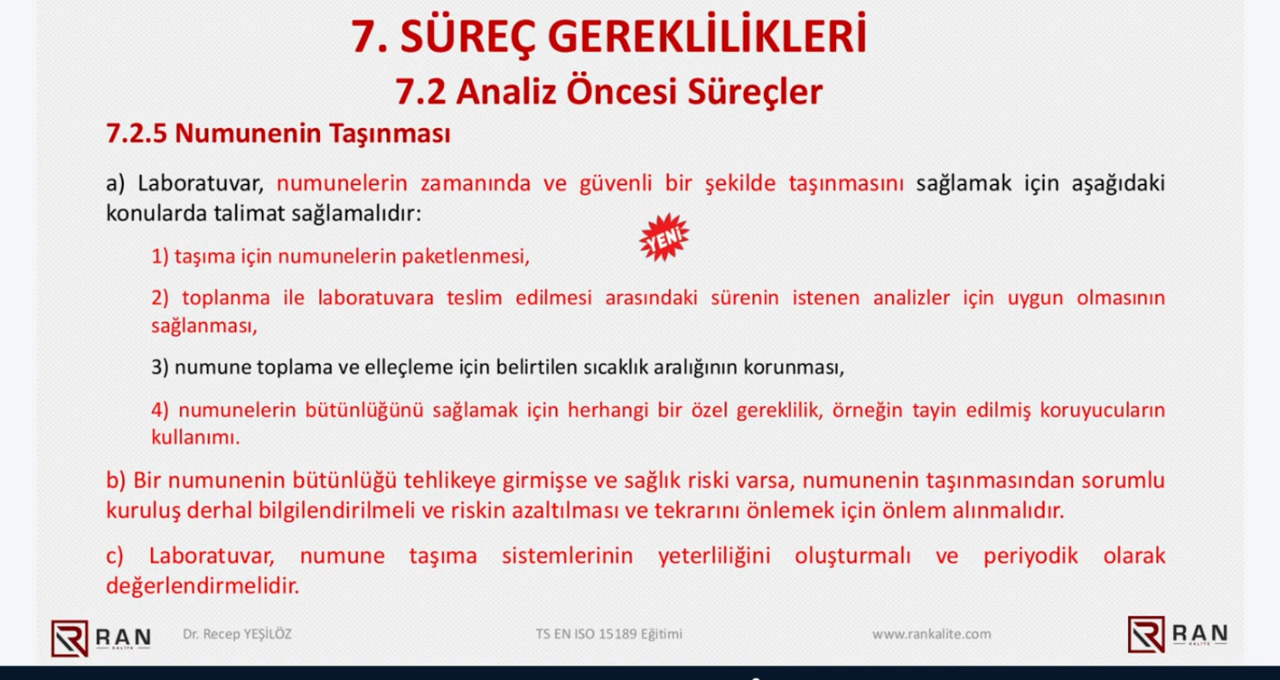 7. SÜREÇ GEREKLİLİKLERİ
7.2 Analiz Öncesi Süreçler
7.2.5 Numunenin Taşınması
a) Laboratuvar, numunelerin zamanında ve güvenli bir şekilde taşınmasını sağlamak için aşağıdaki
konularda talimat sağlamalıdır:
YENİ
1) taşıma için numunelerin paketlenmesi,
2) toplanma ile laboratuvara teslim edilmesi arasındaki sürenin istenen analizler için uygun olmasının
sağlanması,
3) numune toplama ve elleçleme için belirtilen sıcaklık aralığının korunması,
4) numunelerin bütünlüğünü sağlamak için herhangi bir özel gereklilik, örneğin tayin edilmiş koruyucuların
kullanımı.
b) Bir numunenin bütünlüğü tehlikeye girmişse ve sağlık riski varsa, numunenin taşınmasından sorumlu
kuruluş derhal bilgilendirilmeli ve riskin azaltılması ve tekrarını önlemek için önlem alınmalıdır.
c) Laboratuvar, numune taşıma sistemlerinin yeterliliğini oluşturmalı ve periyodik olarak
değerlendirmelidir.
RAN
KALİTE
Dr. Recep YEŞİLÖZ
TS EN ISO 15189 Eğitimi
www.rankalite.com
RAN
KALİTE